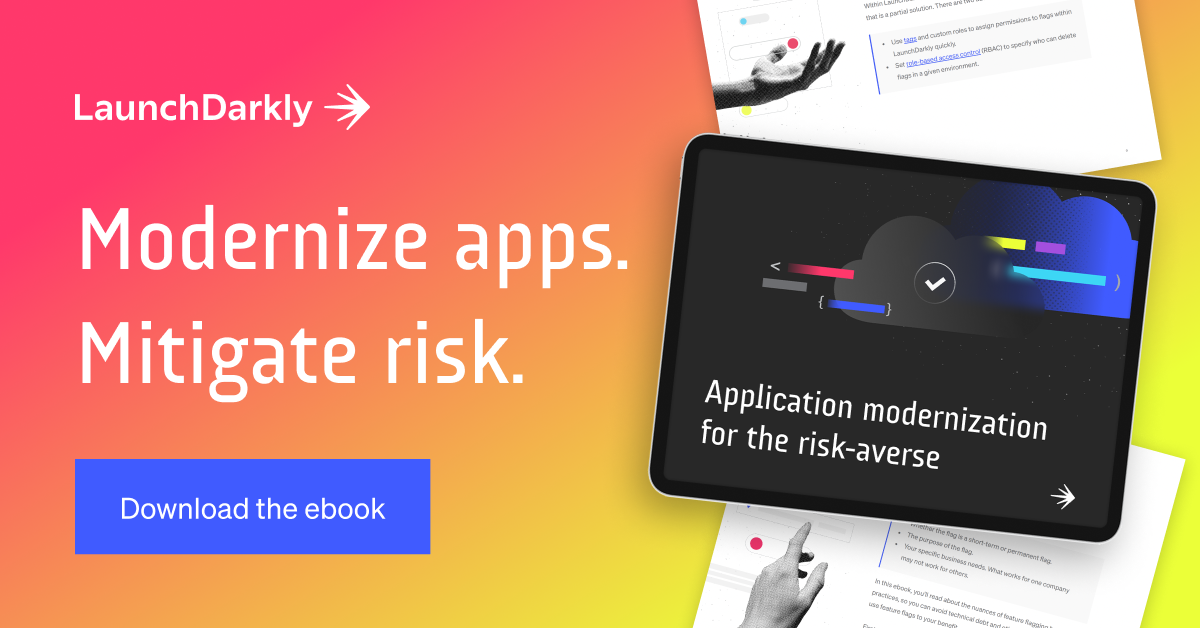 LaunchDarkly
Modernize apps.
Mitigate risk.
Download the ebook
that is a partial solution. There are two
• Use tags and custom roles to assign permissions to flags within
LaunchDarkly quickly.
• Set role-based access control (RBAC) to specify who can delete
flags in a given environment.
<
{ }
)
Application modernization
for the risk-averse
Whether the flag is a short-term or permanent flag.
• The purpose of the flag.
• Your specific business needs. What works for one company
may not work for others.
In this ebook, you'll read about the nuances of feature flagging
practices, so you can avoid technical debt and
use feature flags to your benefit.